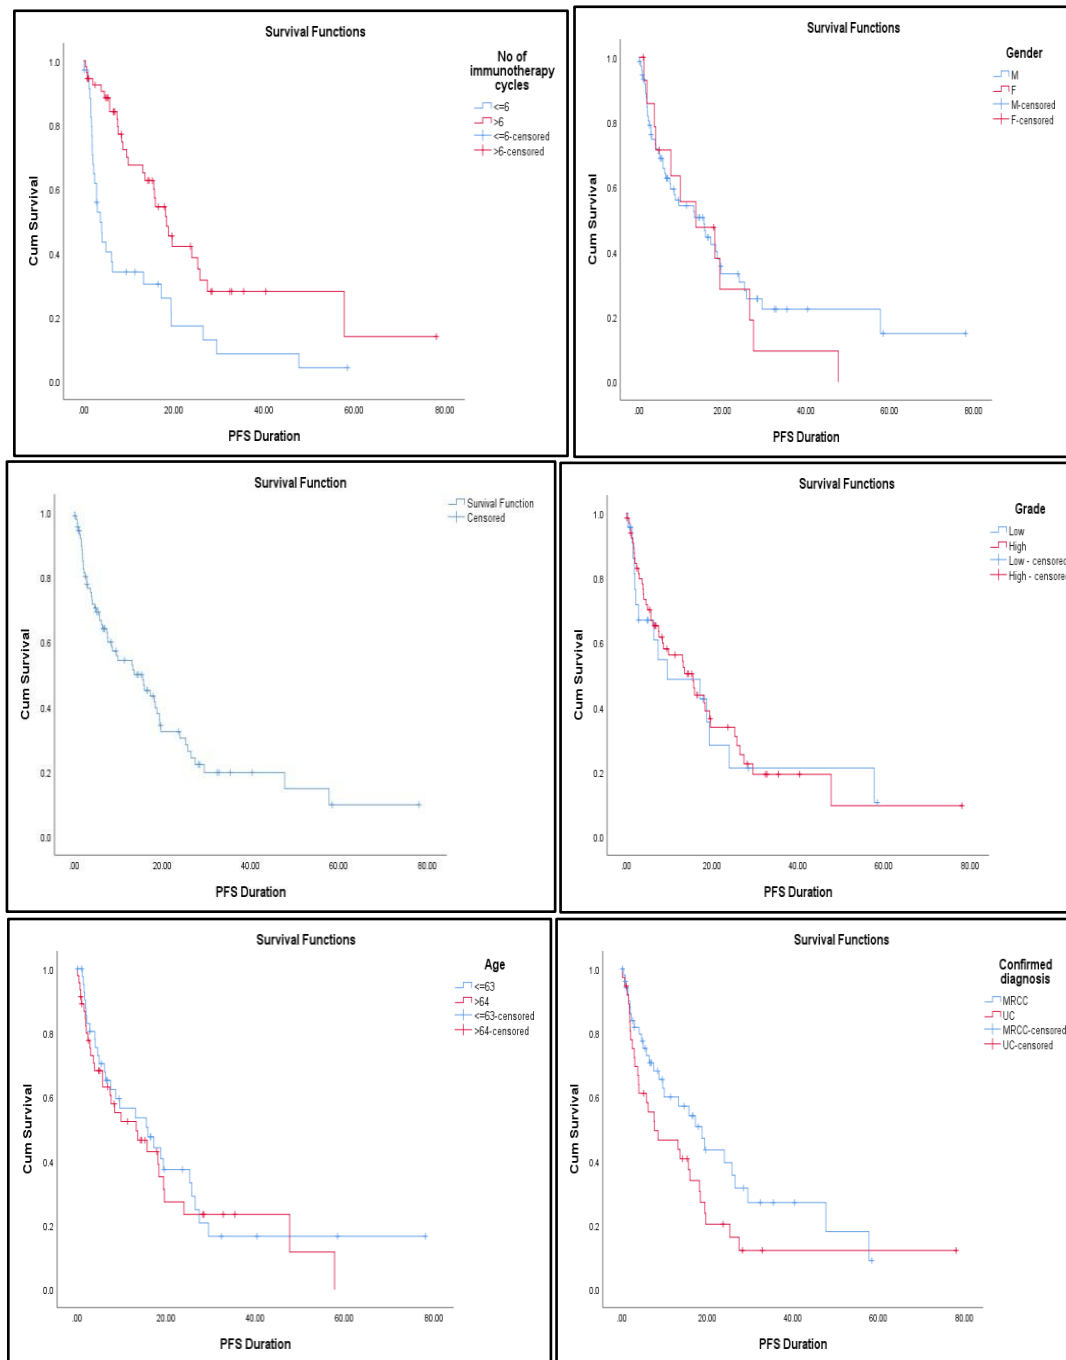 Survival Functions
No of
immunotherapy
cycles
<=6
>6
<=6-censored
>6-censored
Cum Survival
1.0
0.8
0.6
0.4
0.2
0.0
.00 20.00 40.00 60.00 80.00
PFS Duration
Survival Functions
Gender
M
F
M-censored
F-censored
Cum Survival
1.0
0.8
0.6
0.4
0.2
0.0
.00 20.00 40.00 60.00 80.00
PFS Duration
Survival Function
Survival Function
Censored
Cum Survival
1.0
0.8
0.6
0.4
0.2
0.0
.00 20.00 40.00 60.00 80.00
PFS Duration
Survival Functions
Grade
Low
High
Low - censored
High - censored
Cum Survival
1.0
0.8
0.6
0.4
0.2
0.0
.00 20.00 40.00 60.00 80.00
PFS Duration
Survival Functions
Age
<=63
>64
<=63-censored
>64-censored
Cum Survival
1.0
0.8
0.6
0.4
0.2
0.0
.00 20.00 40.00 60.00 80.00
PFS Duration
Survival Functions
Confirmed
diagnosis
MRCC
UC
MRCC-censored
UC-censored
Cum Survival
1.0
0.8
0.6
0.4
0.2
0.0
.00 20.00 40.00 60.00 80.00
PFS Duration